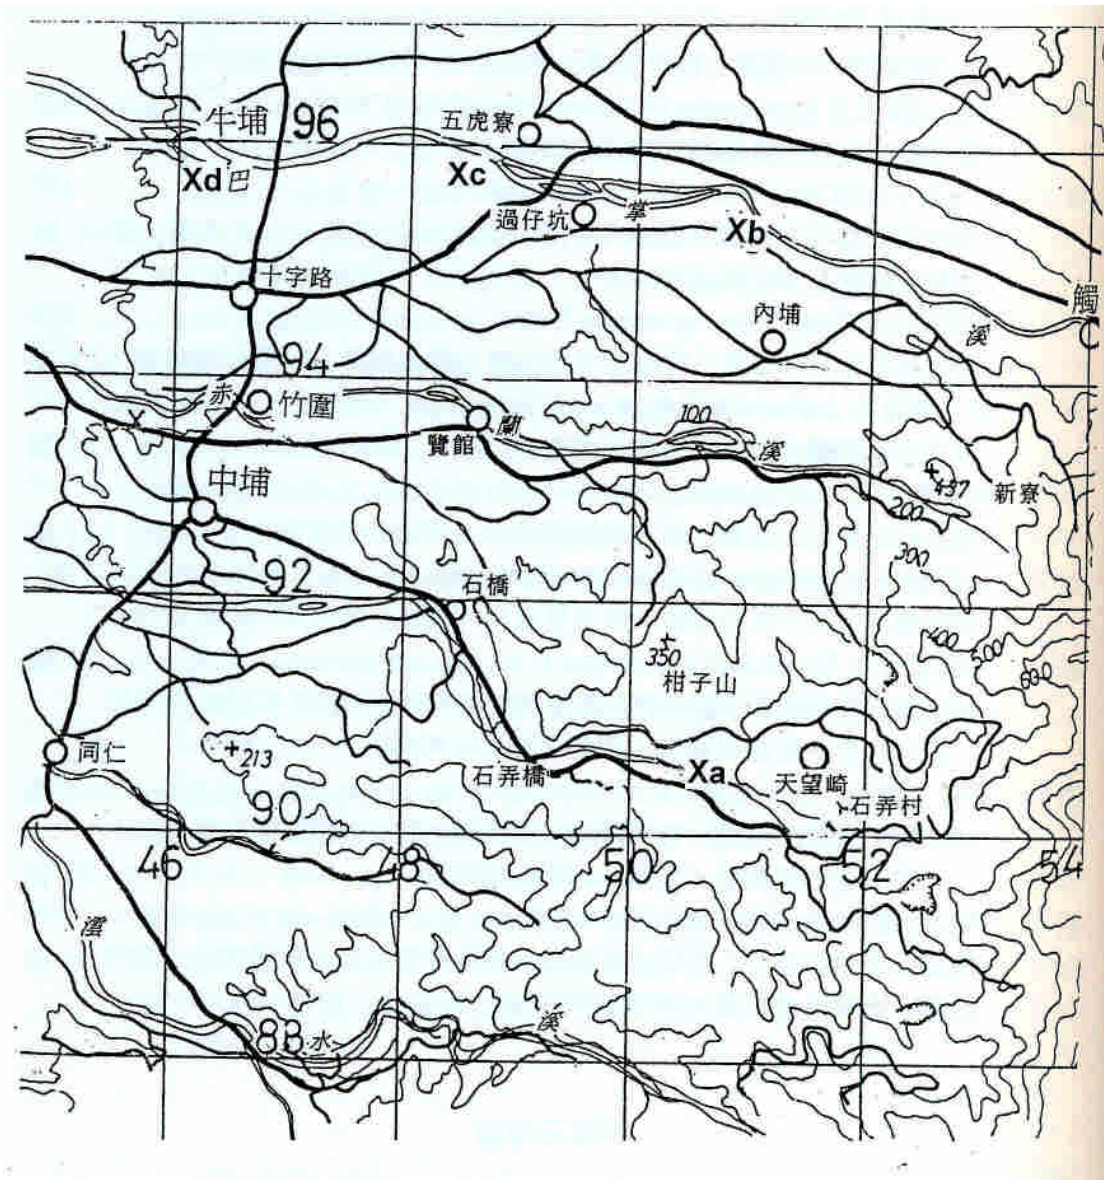 牛埔 96
五虎寮
Xd 巴
Xc
過仔坑
掌
Xb
十字路
觸
內埔
溪
94
赤
竹圍
100
蘭
覽館
溪
中埔
437
新寮
200
300
92
石橋
400
500
350
600
柑子山
同仁
213
石弄橋
Xa
天望崎
90
石弄村
46
48
50
52
54
溪
88
水